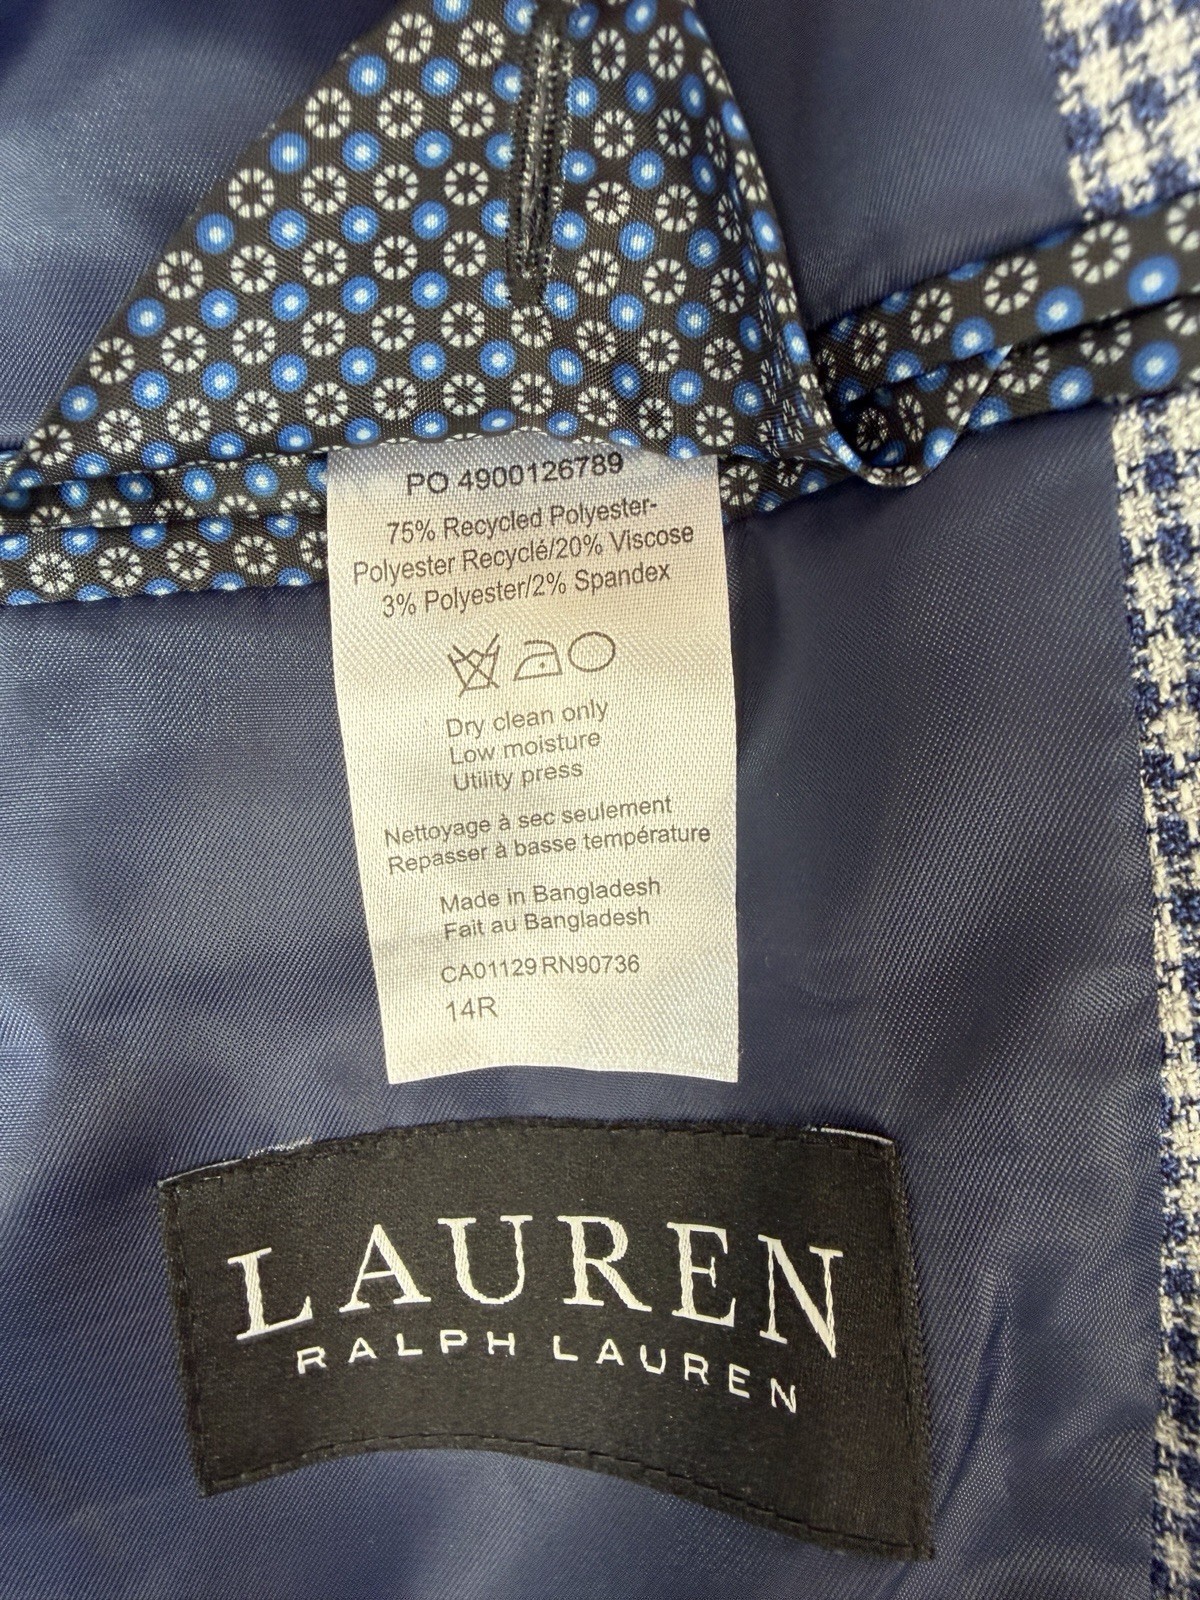 PO 4900126789
75% Recycled Polyester-
Polyester Recyclé/20% Viscose
3% Polyester/2% Spandex
Dry clean only
Low moisture
Utility press
Nettoyage à sec seulement
Repasser à basse température
Made in Bangladesh
Fait au Bangladesh
CA01129 RN90736
14R
LAUREN
RALPH LAUREN